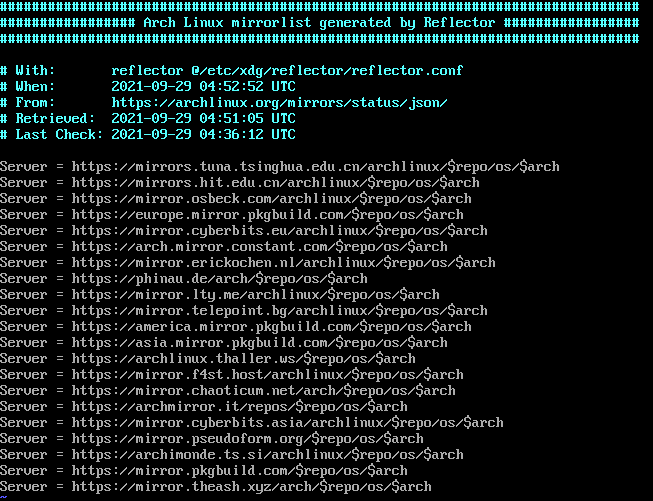 ################################################################################
################# Arch Linux mirrorlist generated by Reflector #################
################################################################################
# With:       reflector @/etc/xdg/reflector/reflector.conf
# When:       2021-09-29 04:52:52 UTC
# From:       https://archlinux.org/mirrors/status/json/
# Retrieved:  2021-09-29 04:51:05 UTC
# Last Check: 2021-09-29 04:36:12 UTC
Server = https://mirrors.tuna.tsinghua.edu.cn/archlinux/$repo/os/$arch
Server = https://mirrors.hit.edu.cn/archlinux/$repo/os/$arch
Server = https://mirror.osbeck.com/archlinux/$repo/os/$arch
Server = https://europe.mirror.pkgbuild.com/$repo/os/$arch
Server = https://mirror.cyberbits.eu/archlinux/$repo/os/$arch
Server = https://arch.mirror.constant.com/$repo/os/$arch
Server = https://mirror.erickochen.nl/archlinux/$repo/os/$arch
Server = https://phinau.de/arch/$repo/os/$arch
Server = https://mirror.lty.me/archlinux/$repo/os/$arch
Server = https://mirror.telepoint.bg/archlinux/$repo/os/$arch
Server = https://america.mirror.pkgbuild.com/$repo/os/$arch
Server = https://asia.mirror.pkgbuild.com/$repo/os/$arch
Server = https://archlinux.thaller.ws/$repo/os/$arch
Server = https://mirror.f4st.host/archlinux/$repo/os/$arch
Server = https://mirror.chaoticum.net/arch/$repo/os/$arch
Server = https://archmirror.it/repos/$repo/os/$arch
Server = https://mirror.cyberbits.asia/archlinux/$repo/os/$arch
Server = https://mirror.pseudoform.org/$repo/os/$arch
Server = https://archimonde.ts.si/archlinux/$repo/os/$arch
Server = https://mirror.pkgbuild.com/$repo/os/$arch
Server = https://mirror.theash.xyz/arch/$repo/os/$arch
~